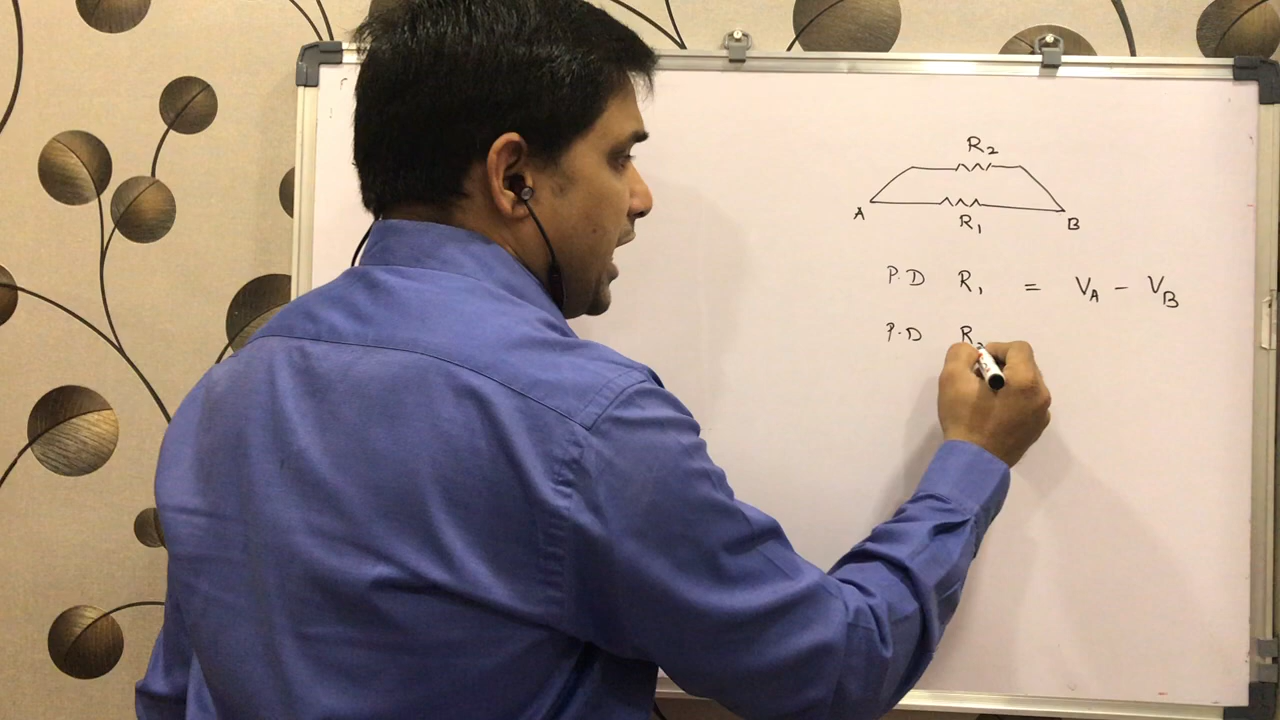 R₂
A R₁ B
P.D R₁ = V_A - V_B
P.D R₂